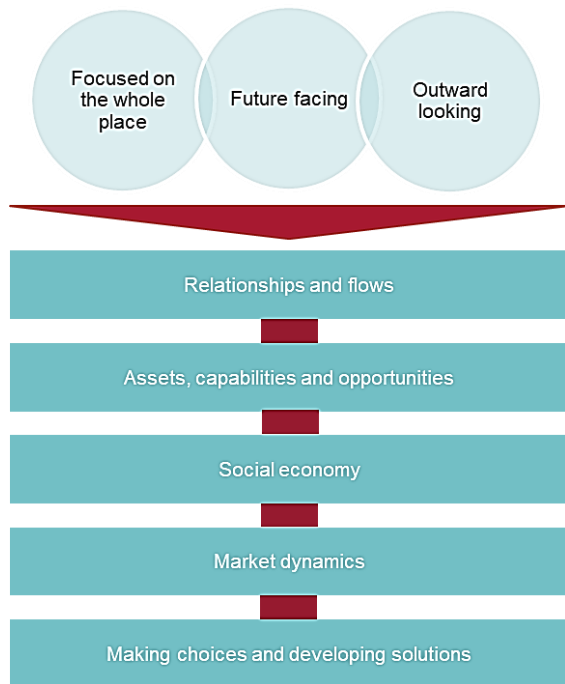 Focused on
the whole
place
Future facing
Outward
looking
Relationships and flows
Assets, capabilities and opportunities
Social economy
Market dynamics
Making choices and developing solutions